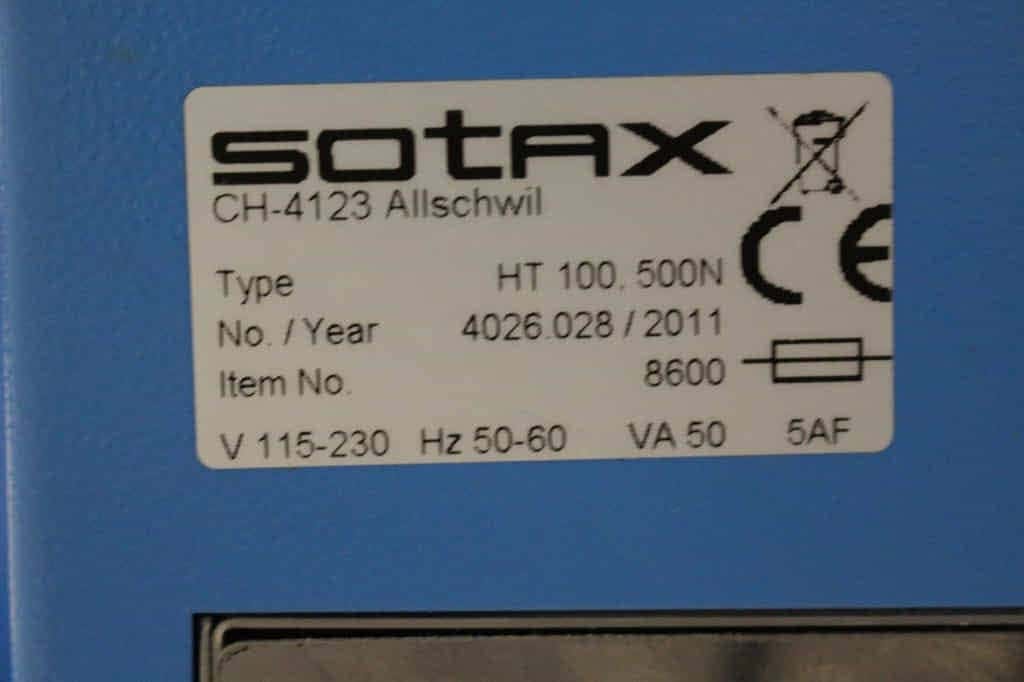 sotax
CH-4123 Allschwil
CE
Type HT 100, 500N
No. / Year 4026.028 / 2011
Item No. 8600
V 115-230 Hz 50-60 VA 50 5AF